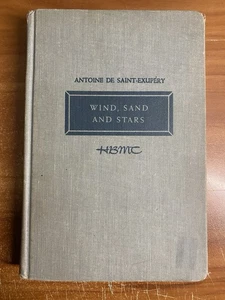 ANTOINE DE SAINT-EXUPÉRY
WIND, SAND
AND STARS
HBMC